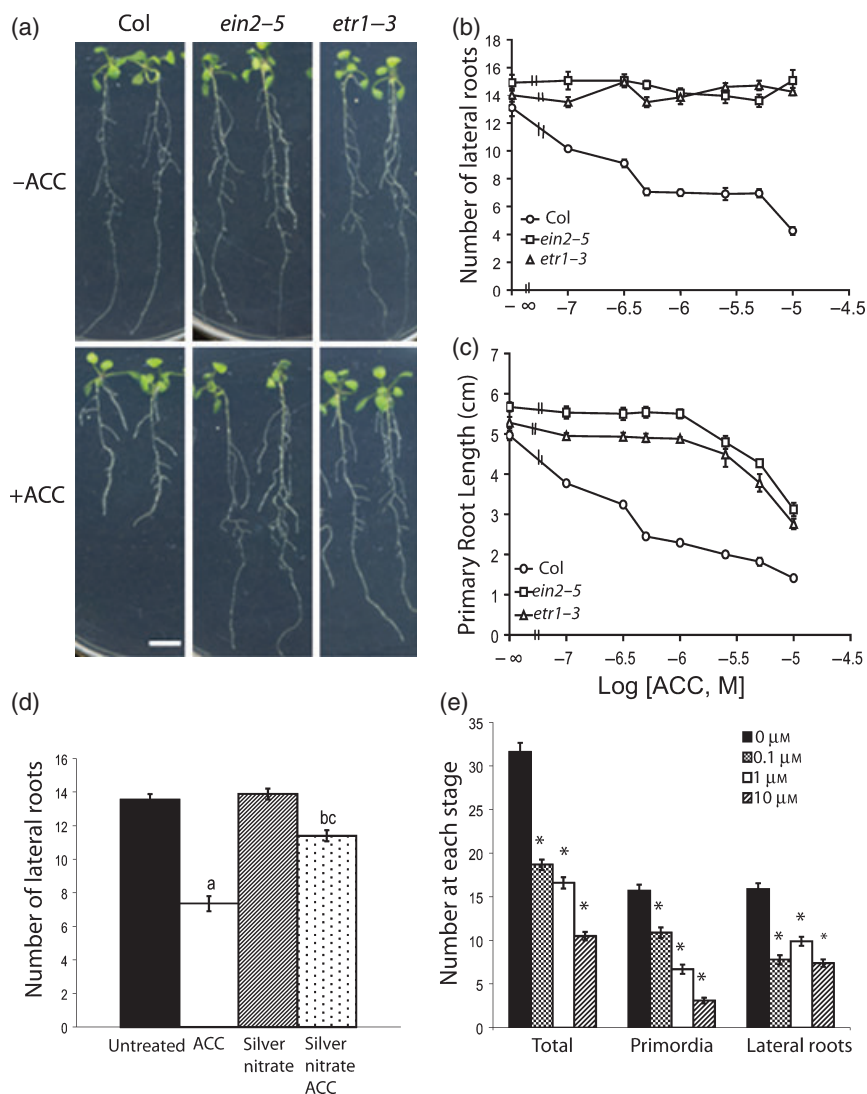 (a)
Col
ein2–5
etr1–3
–ACC
+ACC
(b)
Number of lateral roots
18
16
14
12
10
8
6
4
2
0
Col
ein2–5
etr1–3
– ∞
–7
–6.5
–6
–5.5
–5
–4.5
(c)
Primary Root Length (cm)
7
6
5
4
3
2
1
0
Col
ein2–5
etr1–3
– ∞
–7
–6.5
–6
–5.5
–5
–4.5
Log [ACC, M]
(d)
Number of lateral roots
16
14
12
10
8
6
4
2
0
a
bc
Untreated
ACC
Silver
nitrate
Silver
nitrate
ACC
(e)
Number at each stage
35
30
25
20
15
10
5
0
0 μM
0.1 μM
1 μM
10 μM
* * *
* * *
* * *
Total
Primordia
Lateral roots